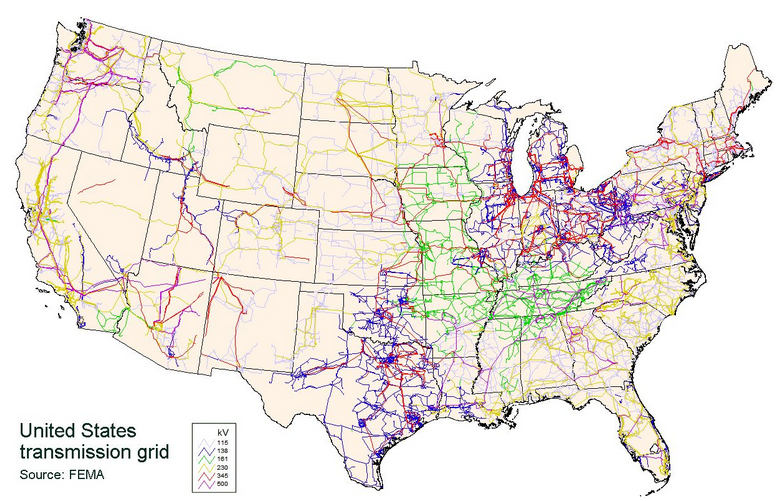 United States
transmission grid
Source: FEMA
kV
115
138
161
230
345
500